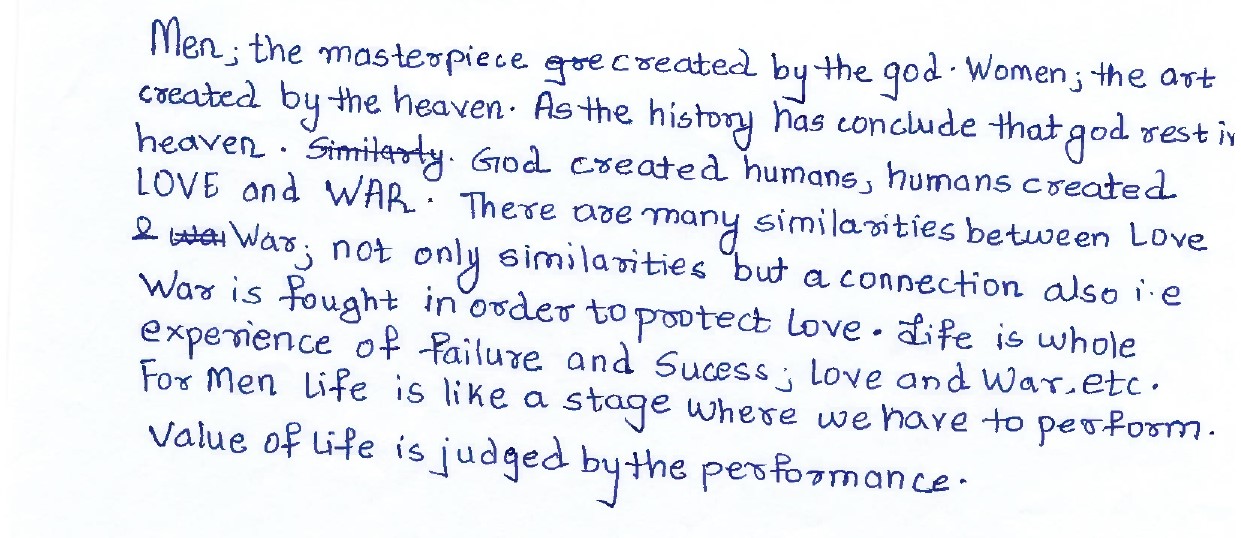 Men; the masterpiece gre created by the god. Women; the art
created by the heaven. As the history has conclude that god rest in
heaven. Similarly. God created humans, humans created
LOVE and WAR. There are many similarities between Love
& wa War; not only similarities but a connection also i.e
War is fought in order to protect love. Life is whole
experience of failure and Sucess; Love and War.etc.
For Men Life is like a stage where we have to perform.
Value of Life is judged by the performance.